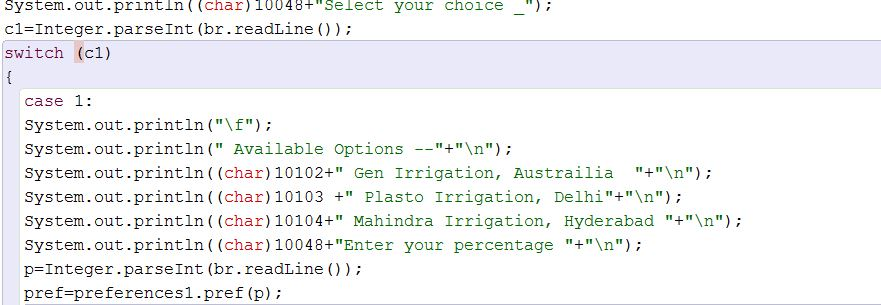 System.out.println((char)10048+"Select your choice _");
c1=Integer.parseInt(br.readLine());
switch (c1)
{
case 1:
System.out.println("\f");
System.out.println(" Available Options --"+"\n");
System.out.println((char)10102+" Gen Irrigation, Austrailia  "+"\n");
System.out.println((char)10103 +" Plasto Irrigation, Delhi"+"\n");
System.out.println((char)10104+" Mahindra Irrigation, Hyderabad "+"\n");
System.out.println((char)10048+"Enter your percentage "+"\n");
p=Integer.parseInt(br.readLine());
pref=preferences1.pref(p);